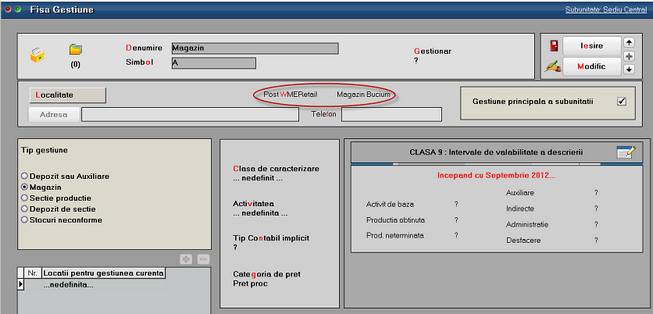 Fisa Gestiune
Subunitate: Sediu Central
Denumire Magazin
Simbol A
(0)
Gestionar
?
Iesire
Modific
Localitate
Post WMERetail Magazin Bucium
Adresa
Telefon
Gestiune principala a subunitatii
Tip gestiune
Depozit sau Auxiliare
Magazin
Sectie productie
Depozit de sectie
Stocuri neconforme
Nr. Locatii pentru gestiunea curenta
...nedefinita...
Clasa de caracterizare
... nedefinit ...
Activitatea
... nedefinita ...
Tip Contabil implicit
?
Categoria de pret
Pret proc
CLASA 9 : Intervale de valabilitate a descrierii
Incepand cu Septembrie 2012...
Activit de baza ?
Productia obtinuta ?
Prod. neterminata ?
Auxiliare ?
Indirecte ?
Administratie ?
Desfacere ?